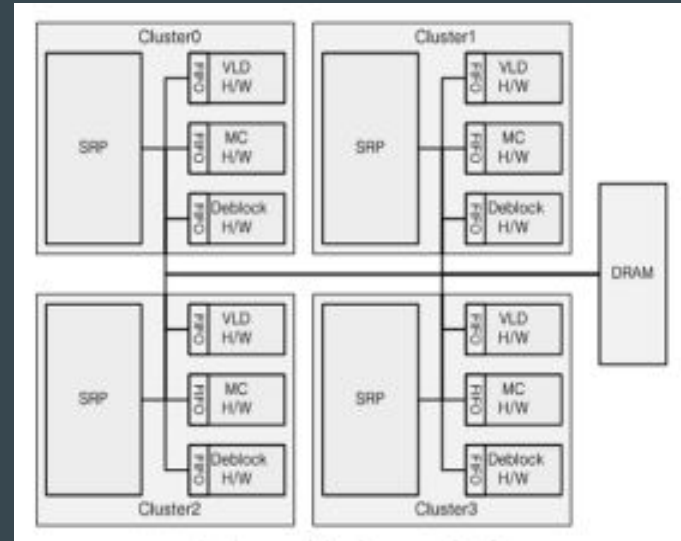 Cluster0
SRP
FIFO
VLD
H/W
FIFO
MC
H/W
FIFO
Deblock
H/W
Cluster1
SRP
FIFO
VLD
H/W
FIFO
MC
H/W
FIFO
Deblock
H/W
DRAM
SRP
FIFO
VLD
H/W
FIFO
MC
H/W
FIFO
Deblock
H/W
Cluster2
SRP
FIFO
VLD
H/W
FIFO
MC
H/W
FIFO
Deblock
H/W
Cluster3